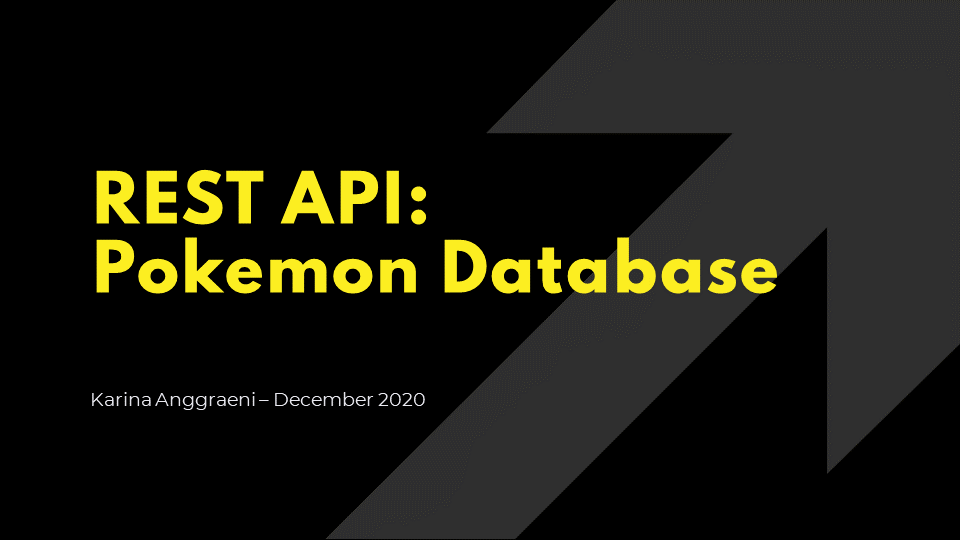 REST API:
Pokemon Database
Karina Anggraeni – December 2020